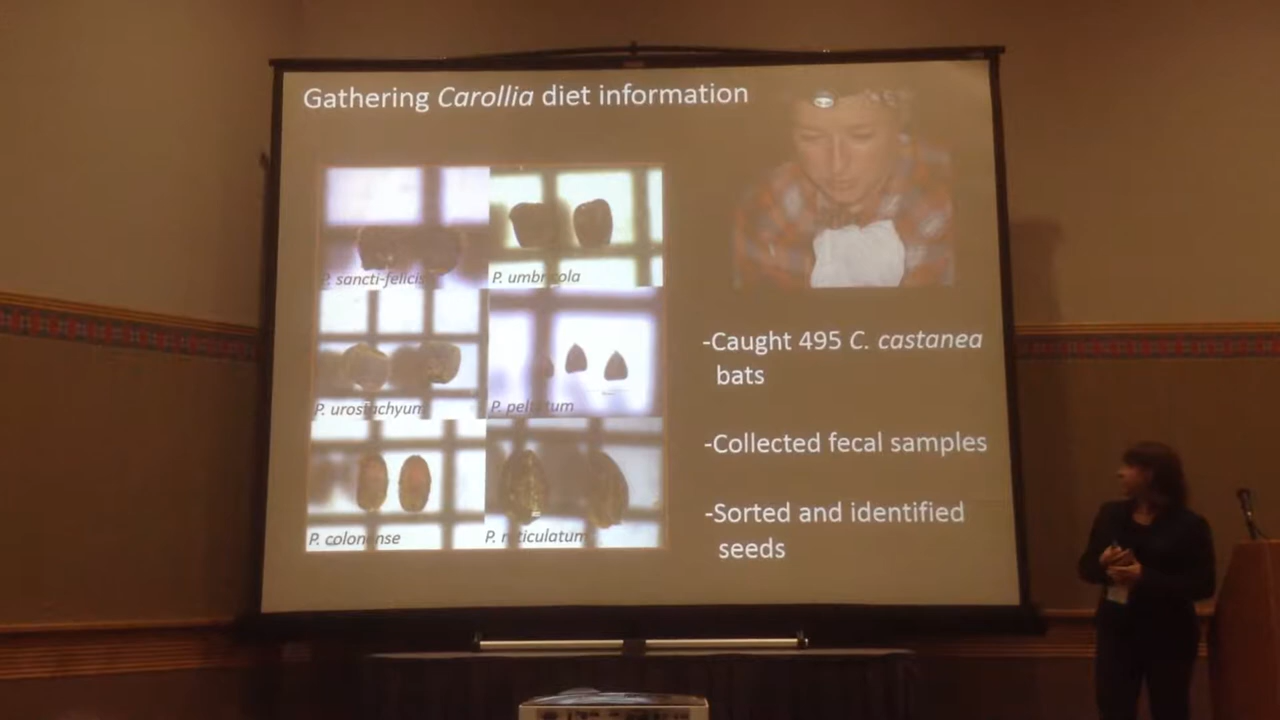 Gathering Carollia diet information
P. sancti-felicis
P. umbricola
P. urostachyum
P. peltatum
P. colonense
P. reticulatum
-Caught 495 C. castanea
bats
-Collected fecal samples
-Sorted and identified
seeds